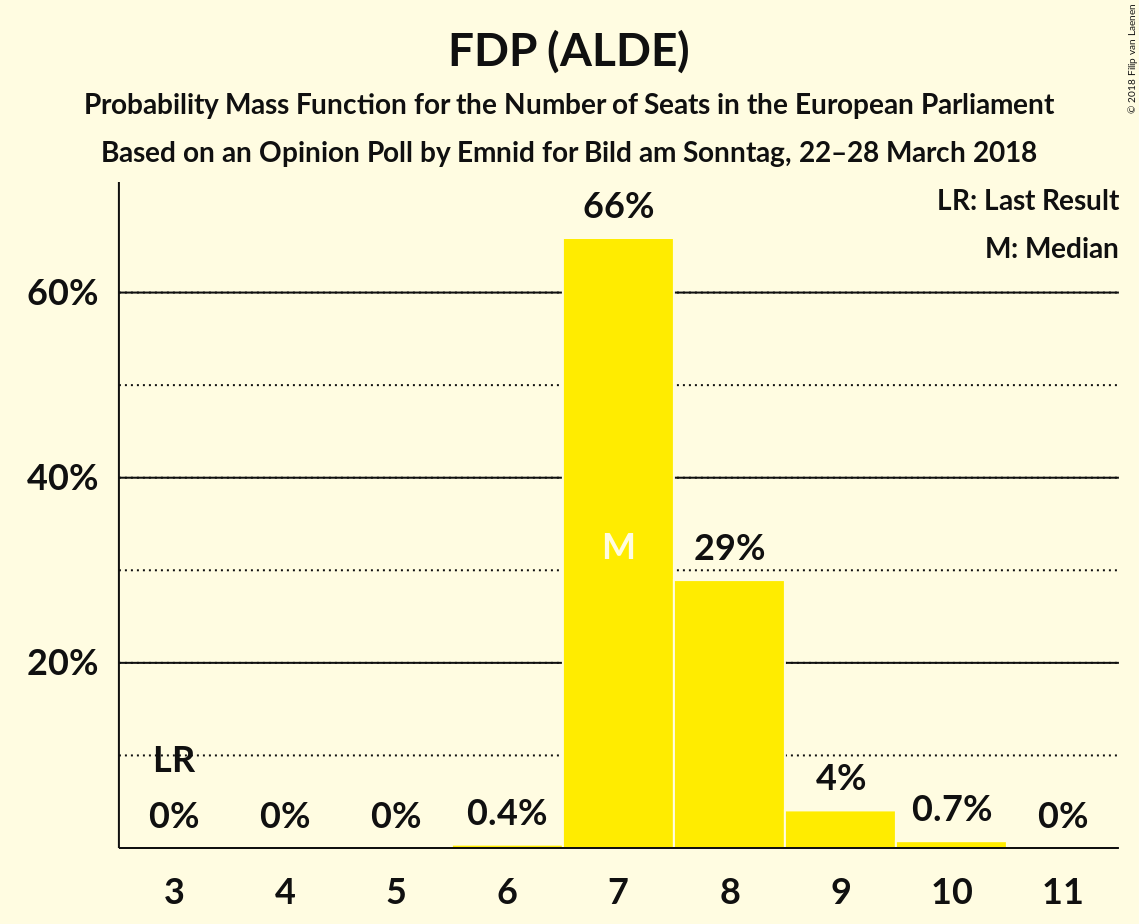 FDP (ALDE)
Probability Mass Function for the Number of Seats in the European Parliament
Based on an Opinion Poll by Emnid for Bild am Sonntag, 22–28 March 2018
© 2018 Filip van Laenen
LR: Last Result
M: Median
66%
60%
40%
M
29%
20%
LR
0%
0%
0%
0.4%
4%
0.7%
0%
3 4 5 6 7 8 9 10 11